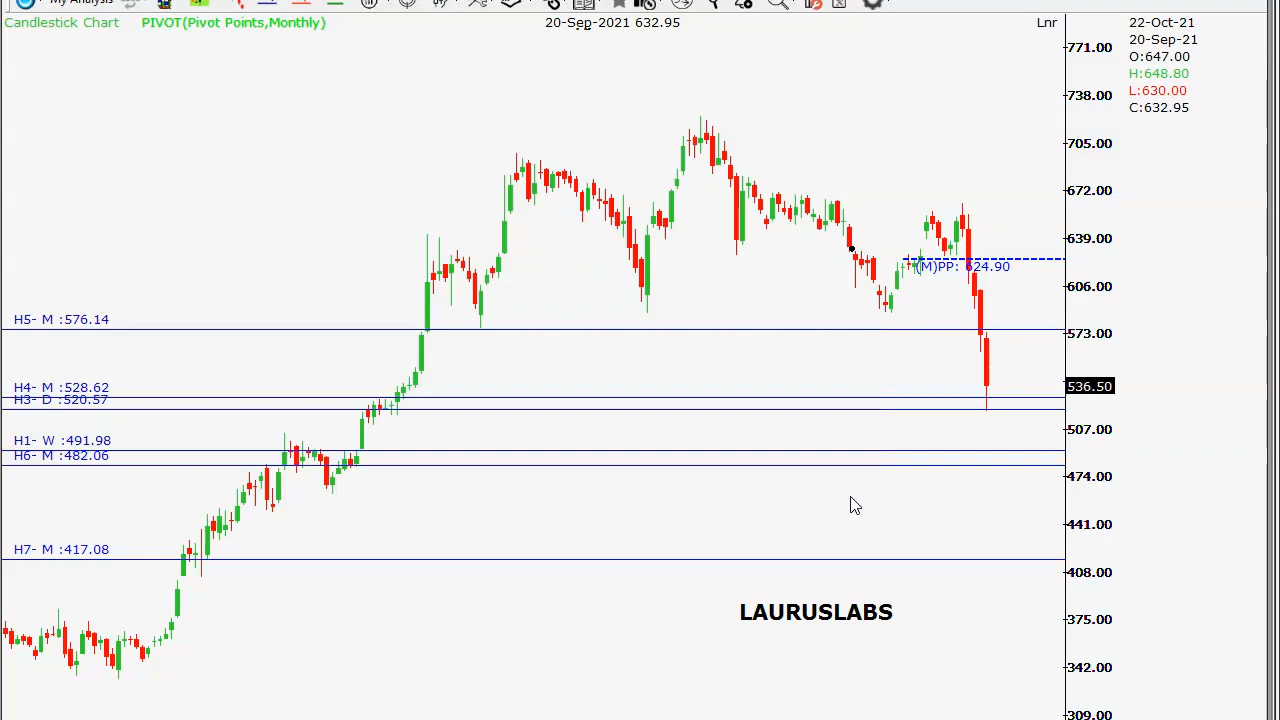 My Analysis
Candlestick Chart PIVOT(Pivot Points,Monthly) 20-Sep-2021 632.95 Lnr
22-Oct-21
20-Sep-21
O:647.00
H:648.80
L:630.00
C:632.95
771.00
738.00
705.00
672.00
639.00
(M)PP: 624.90
606.00
H5- M :576.14
573.00
H4- M :528.62
536.50
H3- D :520.57
507.00
H1- W :491.98
H6- M :482.06
474.00
441.00
H7- M :417.08
408.00
LAURUSLABS
375.00
342.00
309.00